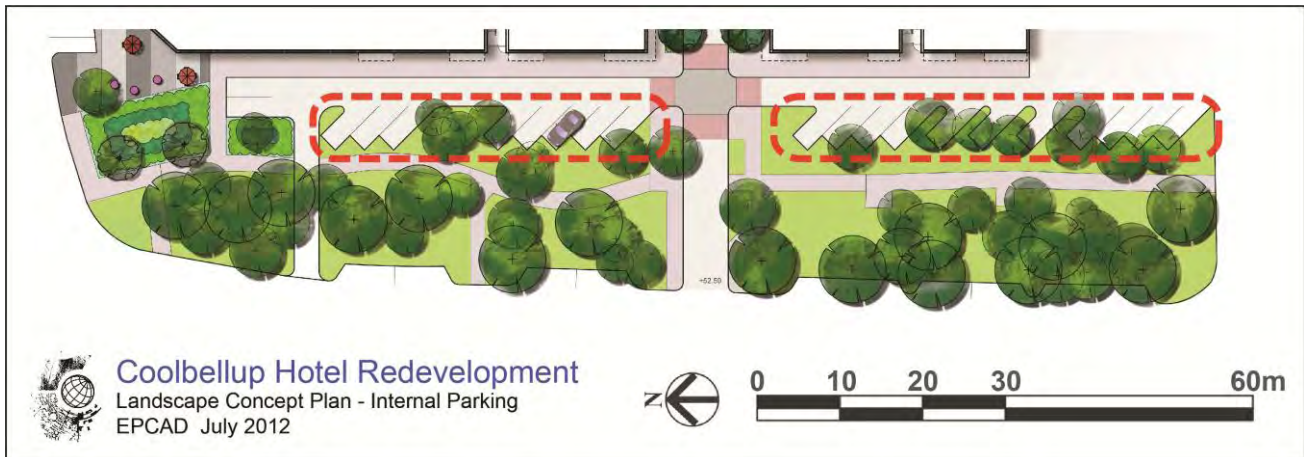 +52.50
Coolbellup Hotel Redevelopment
Landscape Concept Plan - Internal Parking
EPCAD July 2012
N
0 10 20 30 60m